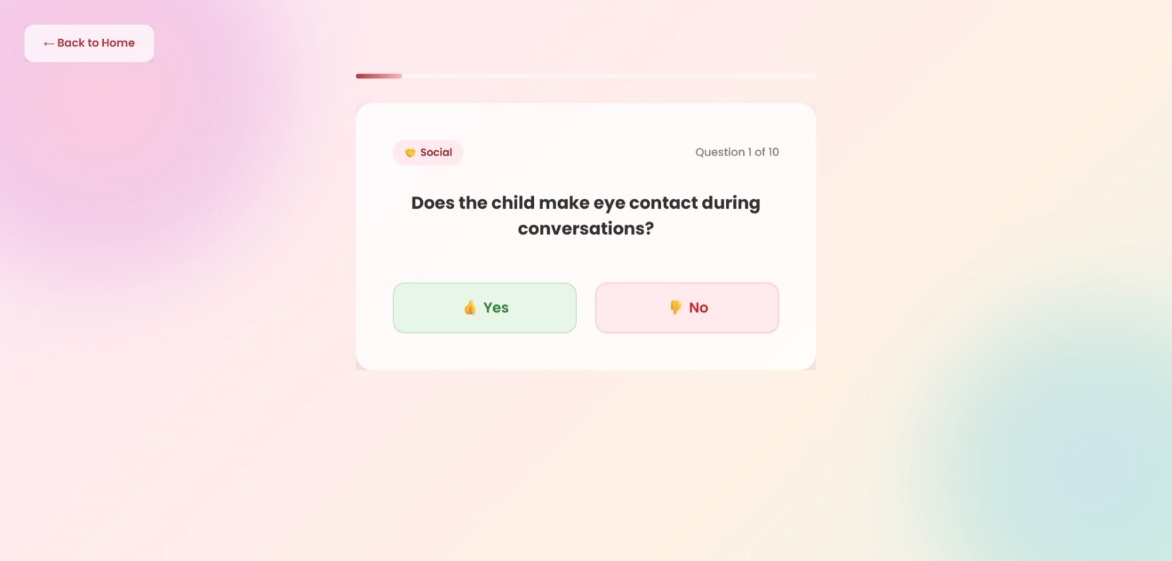 ← Back to Home
🤝 Social
Question 1 of 10
Does the child make eye contact during
conversations?
👍 Yes
👎 No